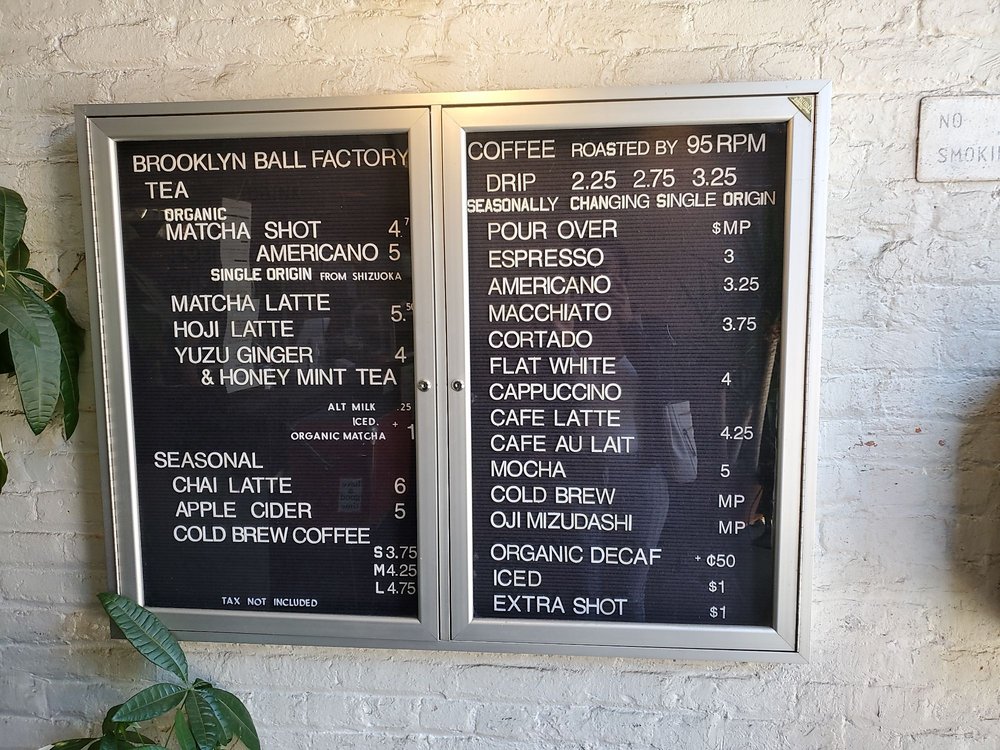 BROOKLYN BALL FACTORY
TEA
ORGANIC
MATCHA SHOT 4.7
AMERICANO 5
SINGLE ORIGIN FROM SHIZUOKA
MATCHA LATTE
5.50
HOJI LATTE
YUZU GINGER 4
& HONEY MINT TEA
ALT MILK .25
ICED. +
ORGANIC MATCHA 1
SEASONAL
CHAI LATTE 6
APPLE CIDER 5
COLD BREW COFFEE
S 3.75
M 4.25
L 4.75
TAX NOT INCLUDED
COFFEE ROASTED BY 95 RPM
DRIP 2.25 2.75 3.25
SEASONALLY CHANGING SINGLE ORIGIN
POUR OVER $MP
ESPRESSO 3
AMERICANO 3.25
MACCHIATO
3.75
CORTADO
FLAT WHITE
CAPPUCCINO 4
CAFE LATTE
CAFE AU LAIT 4.25
MOCHA 5
COLD BREW MP
OJI MIZUDASHI MP
ORGANIC DECAF + ¢50
ICED $1
EXTRA SHOT $1
NO
SMOKI